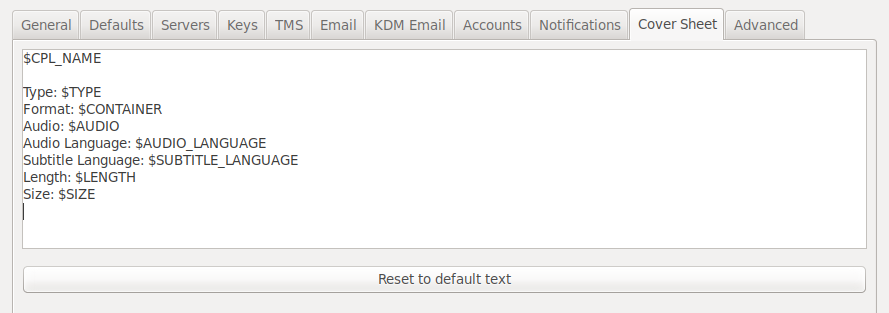 General Defaults Servers Keys TMS Email KDM Email Accounts Notifications Cover Sheet Advanced
$CPL_NAME
Type: $TYPE
Format: $CONTAINER
Audio: $AUDIO
Audio Language: $AUDIO_LANGUAGE
Subtitle Language: $SUBTITLE_LANGUAGE
Length: $LENGTH
Size: $SIZE
Reset to default text